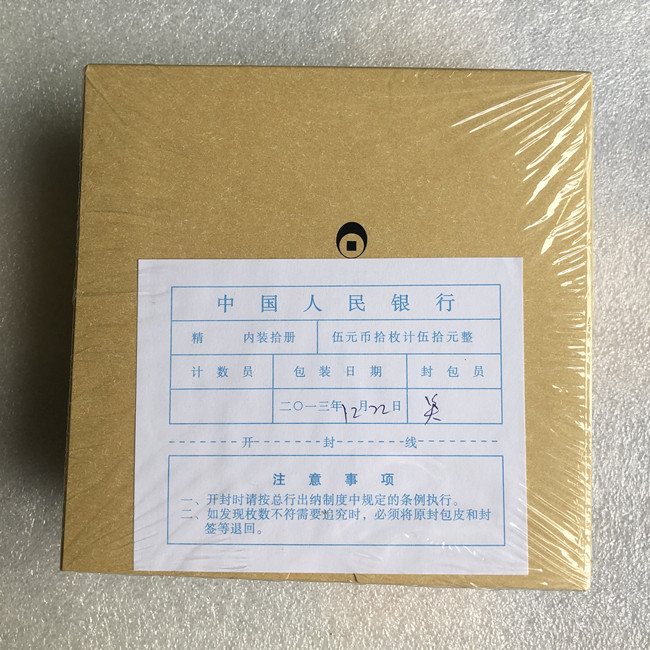 中国人民银行
精 内装拾册 伍元币拾枚计伍拾元整
计数员 包装日期 封包员
二〇一三年12月22日
开封线
注意事项
一、开封时请按总行出纳制度中规定的条例执行。
二、如发现枚数不符需要追究时，必须将原封包皮和封
签等退回。